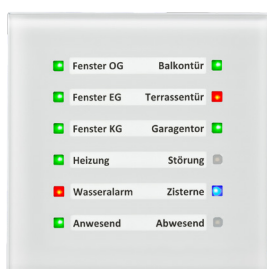 Fenster OG Balkontür
Fenster EG Terrassentür
Fenster KG Garagentor
Heizung Störung
Wasseralarm Zisterne
Anwesend Abwesend